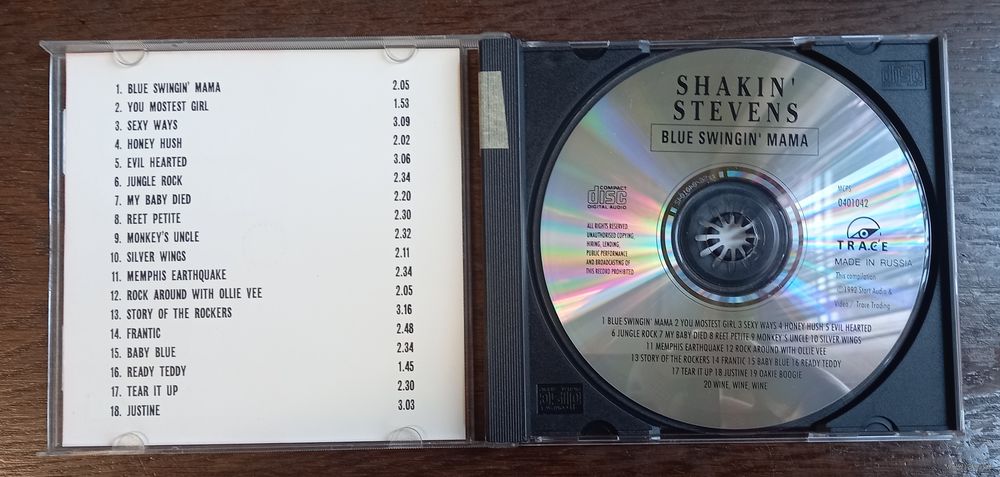 1. BLUE SWINGIN' MAMA 2.05
2. YOU MOSTEST GIRL 1.53
3. SEXY WAYS 3.09
4. HONEY HUSH 2.02
5. EVIL HEARTED 3.06
6. JUNGLE ROCK 2.34
7. MY BABY DIED 2.20
8. REET PETITE 2.30
9. MONKEY'S UNCLE 2.32
10. SILVER WINGS 2.11
11. MEMPHIS EARTHQUAKE 2.34
12. ROCK AROUND WITH OLLIE VEE 2.05
13. STORY OF THE ROCKERS 3.16
14. FRANTIC 2.48
15. BABY BLUE 2.34
16. READY TEDDY 1.45
17. TEAR IT UP 2.30
18. JUSTINE 3.03
SHAKIN'
STEVENS
BLUE SWINGIN' MAMA
COMPACT
disc
DIGITAL AUDIO
ALL RIGHTS RESERVED
UNAUTHORISED COPYING,
HIRING, LENDING,
PUBLIC PERFORMANCE
AND BROADCASTING OF
THIS RECORD PROHIBITED
MCPS
0401042
TRACE
MADE IN RUSSIA
This compilation
©1992 Start Audio &
Video / Trace Trading
1 BLUE SWINGIN' MAMA 2 YOU MOSTEST GIRL 3 SEXY WAYS 4 HONEY HUSH 5 EVIL HEARTED
6 JUNGLE ROCK 7 MY BABY DIED 8 REET PETITE 9 MONKEY'S UNCLE 10 SILVER WINGS
11 MEMPHIS EARTHQUAKE 12 ROCK AROUND WITH OLLIE VEE
13 STORY OF THE ROCKERS 14 FRANTIC 15 BABY BLUE 16 READY TEDDY
17 TEAR IT UP 18 JUSTINE 19 OAKIE BOOGIE
20 WINE, WINE, WINE